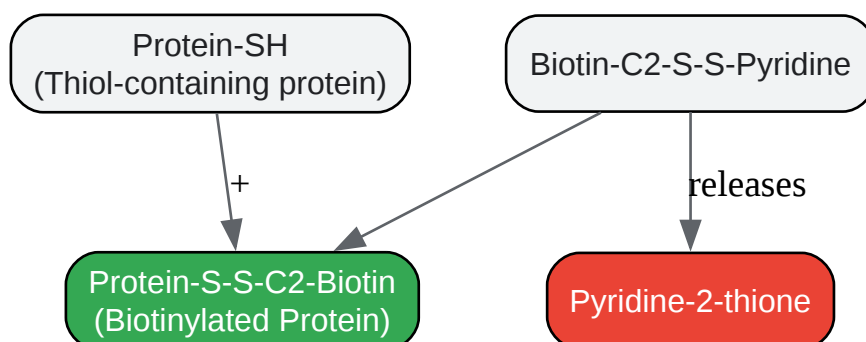 Protein-SH
(Thiol-containing protein)
Biotin-C2-S-S-Pyridine
+
releases
Protein-S-S-C2-Biotin
(Biotinylated Protein)
Pyridine-2-thione